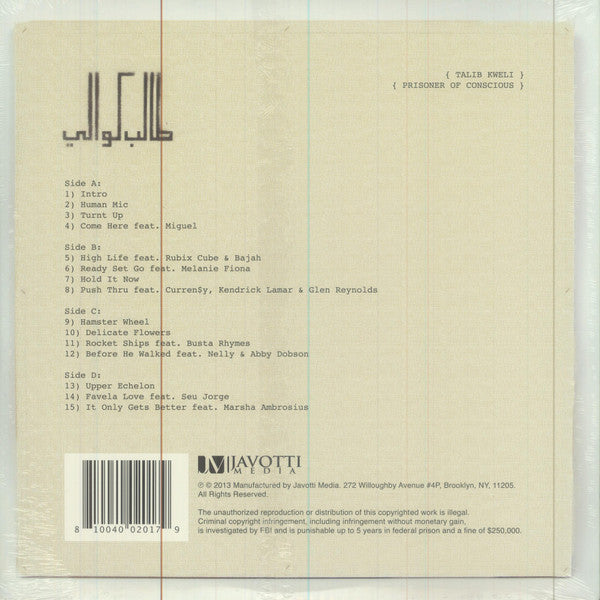 طالب كوالي
{ TALIB KWELI }
{ PRISONER OF CONSCIOUS }
Side A:
1) Intro
2) Human Mic
3) Turnt Up
4) Come Here feat. Miguel
Side B:
5) High Life feat. Rubix Cube & Bajah
6) Ready Set Go feat. Melanie Fiona
7) Hold It Now
8) Push Thru feat. Curren$y, Kendrick Lamar & Glen Reynolds
Side C:
9) Hamster Wheel
10) Delicate Flowers
11) Rocket Ships feat. Busta Rhymes
12) Before He Walked feat. Nelly & Abby Dobson
Side D:
13) Upper Echelon
14) Favela Love feat. Seu Jorge
15) It Only Gets Better feat. Marsha Ambrosius
JM JAVOTTI
MEDIA
℗ © 2013 Manufactured by Javotti Media. 272 Willoughby Avenue #4P, Brooklyn, NY, 11205.
All Rights Reserved.
The unauthorized reproduction or distribution of this copyrighted work is illegal.
Criminal copyright infringement, including infringement without monetary gain,
is investigated by FBI and is punishable up to 5 years in federal prison and a fine of $250,000.
8 10040 02017 9